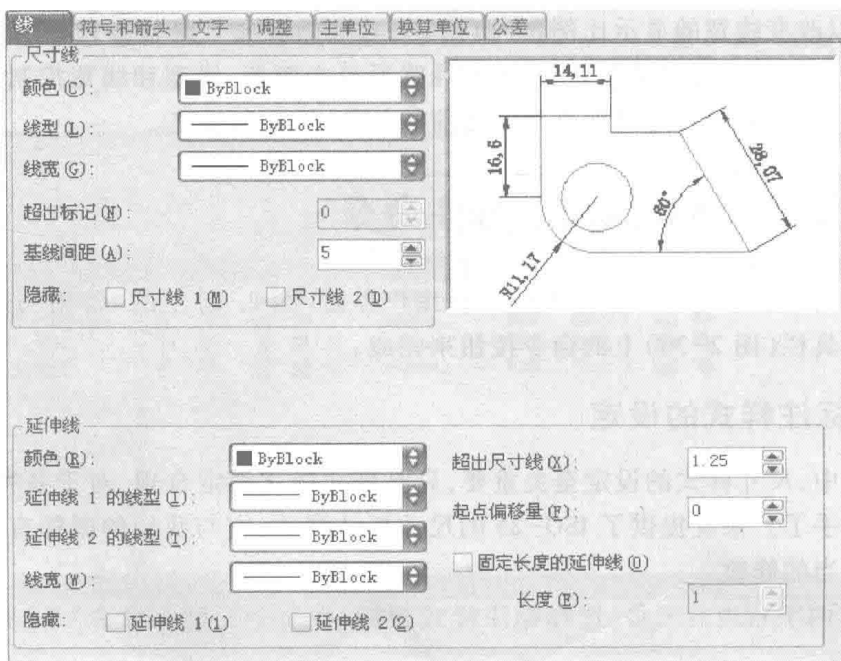 线 符号和箭头 文字 调整 主单位 换算单位 公差
尺寸线
颜色(C): ByBlock
线型(L): ByBlock
线宽(G): ByBlock
超出标记(N): 0
基线间距(A): 5
隐藏: 尺寸线 1(M) 尺寸线 2(D)
14,11
16,6
28,07
60°
R11,17
延伸线
颜色(R): ByBlock
延伸线 1 的线型(I): ByBlock
延伸线 2 的线型(T): ByBlock
线宽(W): ByBlock
隐藏: 延伸线 1(1) 延伸线 2(2)
超出尺寸线(X): 1.25
起点偏移量(F): 0
固定长度的延伸线(O)
长度(E): 1